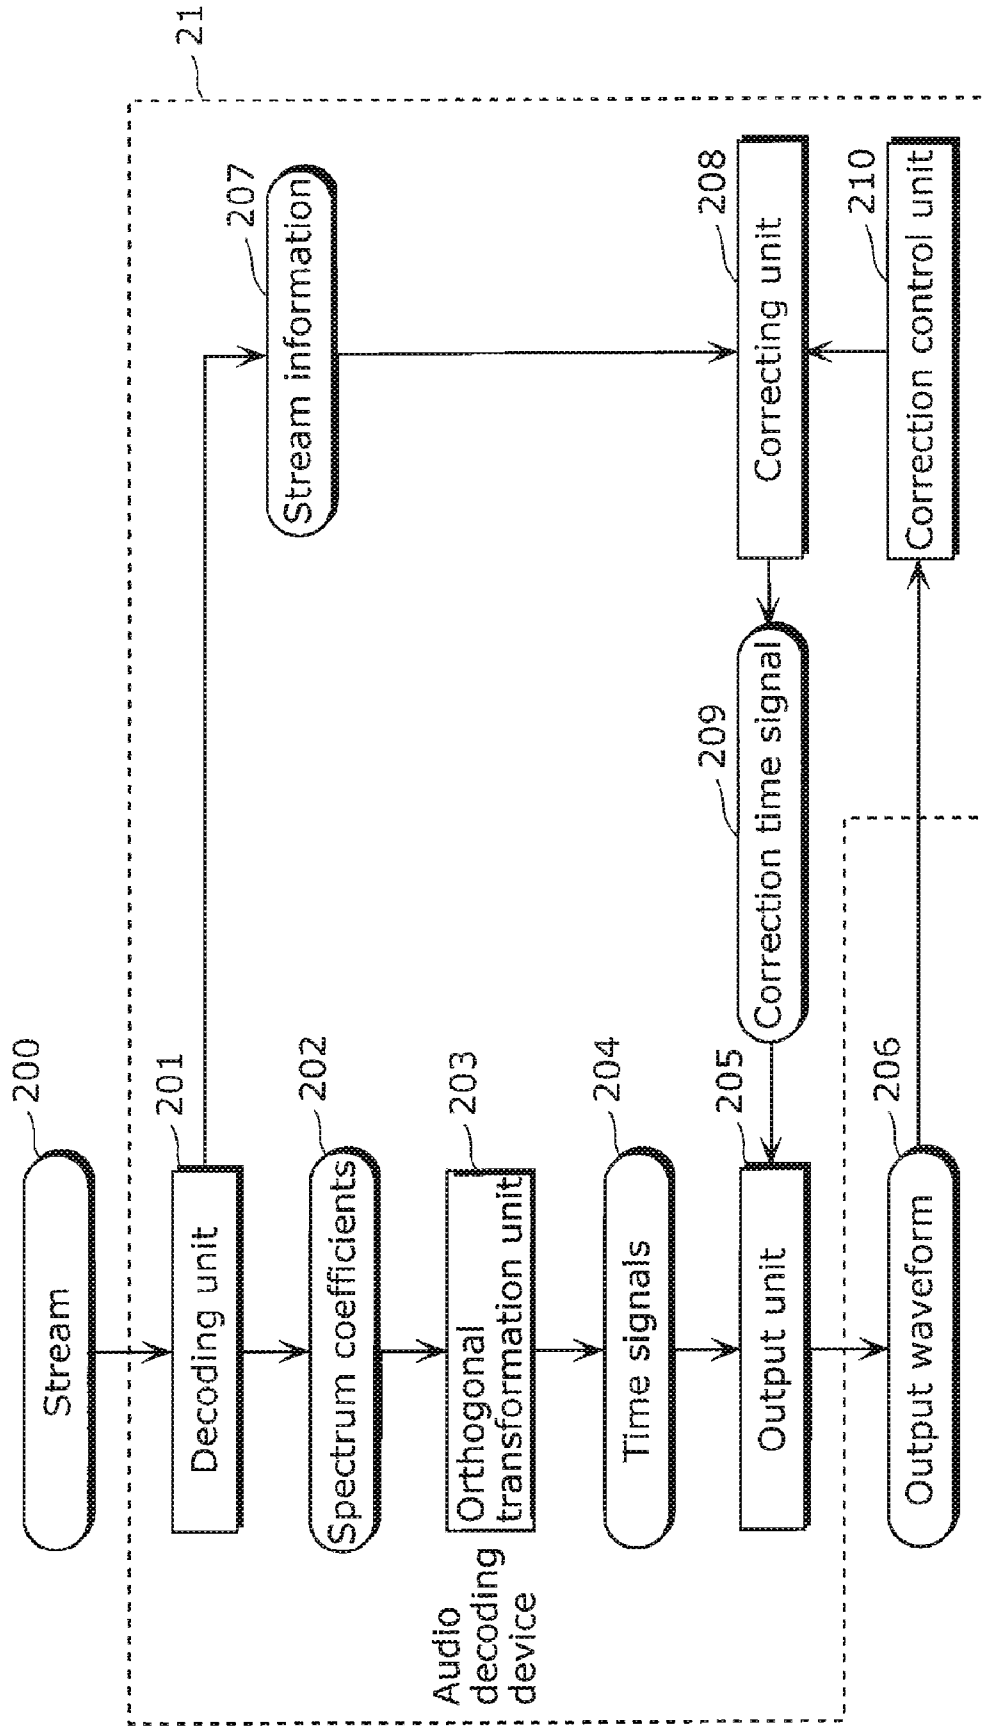 21
200
Stream
201
Decoding unit
202
Spectrum coefficients
203
Orthogonal
transformation unit
204
Time signals
205
Output unit
206
Output waveform
207
Stream information
208
Correcting unit
209
Correction time signal
210
Correction control unit
Audio
decoding
device